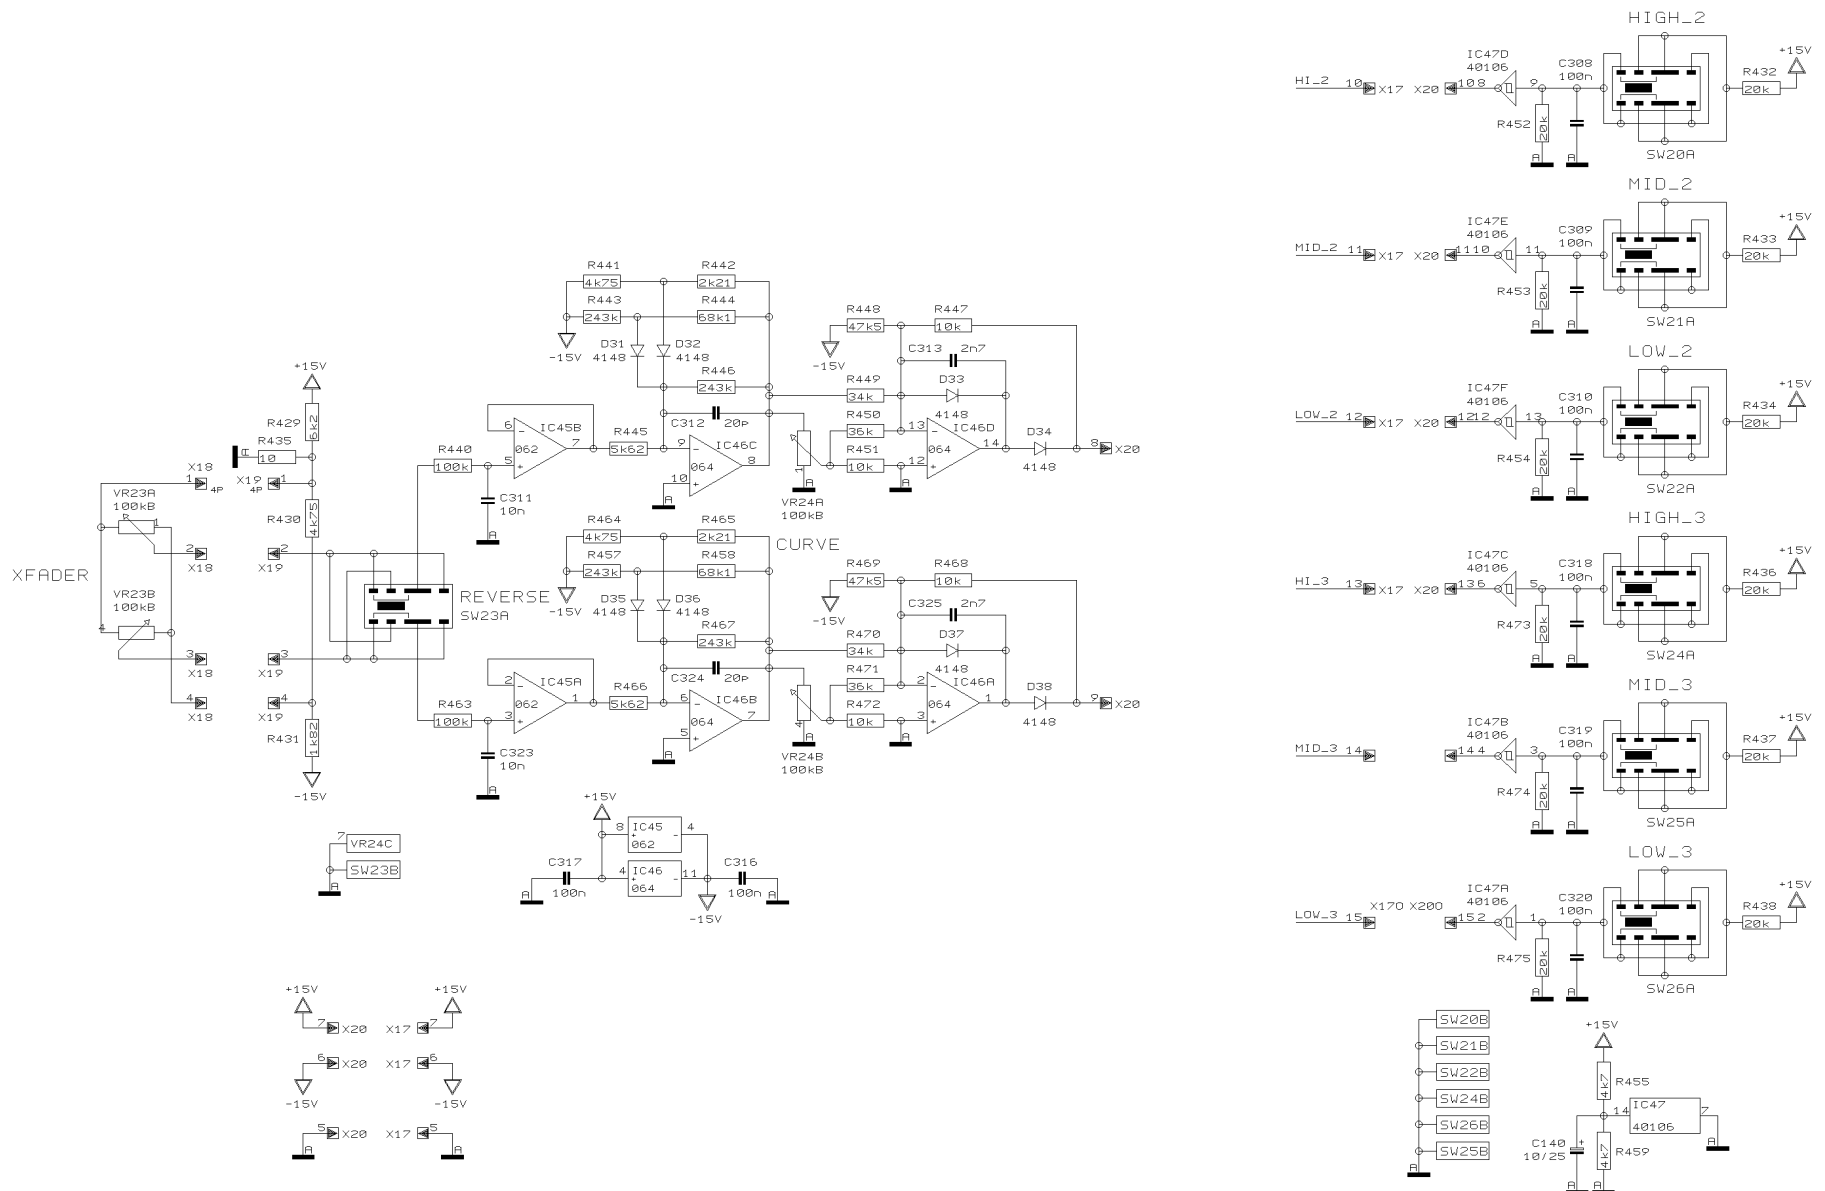 HIGH_2
+15V
IC47D
40106
C308
100n
R432
20k
HI_2
10
X17
X20
108
9
R452
20k
A
A
SW20A
MID_2
+15V
IC47E
40106
C309
100n
R433
20k
MID_2
11
X17
X20
1110
11
R453
20k
A
A
SW21A
LOW_2
+15V
IC47F
40106
C310
100n
R434
20k
LOW_2
12
X17
X20
1212
13
R454
20k
A
A
SW22A
HIGH_3
+15V
IC47C
40106
C318
100n
R436
20k
HI_3
13
X17
X20
136
5
R473
20k
A
A
SW24A
MID_3
+15V
IC47B
40106
C319
100n
R437
20k
MID_3
14
144
3
R474
20k
A
A
SW25A
LOW_3
+15V
IC47A
40106
C320
100n
R438
20k
LOW_3
15
X170 X200
152
1
R475
20k
A
A
SW26A
SW20B
SW21B
SW22B
SW24B
SW26B
SW25B
A
+15V
4k7
R455
14
IC47
40106
7
A
C140
10/25
+
4k7
R459
A
A
XFADER
VR23A
100kB
1
VR23B
100kB
4
X18
1
4P
2
X18
3
X18
4
X18
X19
1
4P
2
X19
3
X19
4
X19
+15V
R429
6k2
R435
10
A
R430
4k75
R431
1k82
-15V
REVERSE
SW23A
R440
100k
C311
10n
A
6
5
7
IC45B
062
-
+
R445
5k62
R441
4k75
R442
2k21
R443
243k
R444
68k1
-15V
D31
4148
D32
4148
R446
243k
C312
20p
9
10
8
IC46C
064
-
+
A
1
A
VR24A
100kB
R448
47k5
R447
10k
-15V
C313
2n7
R449
34k
D33
4148
R450
36k
R451
10k
13
12
14
IC46D
064
-
+
A
D34
4148
8
X20
CURVE
R463
100k
C323
10n
A
2
3
1
IC45A
062
-
+
R466
5k62
R464
4k75
R465
2k21
R457
243k
R458
68k1
-15V
D35
4148
D36
4148
R467
243k
C324
20p
6
5
7
IC46B
064
-
+
A
4
A
VR24B
100kB
R469
47k5
R468
10k
-15V
C325
2n7
R470
34k
D37
4148
R471
36k
R472
10k
2
3
1
IC46A
064
-
+
A
D38
4148
9
X20
7
VR24C
SW23B
A
+15V
8
IC45
+
-
062
4
4
IC46
+
-
064
11
C317
100n
A
C316
100n
A
-15V
+15V
7
X20
X17
7
+15V
6
X20
X17
6
-15V
-15V
5
X20
X17
5
A
A